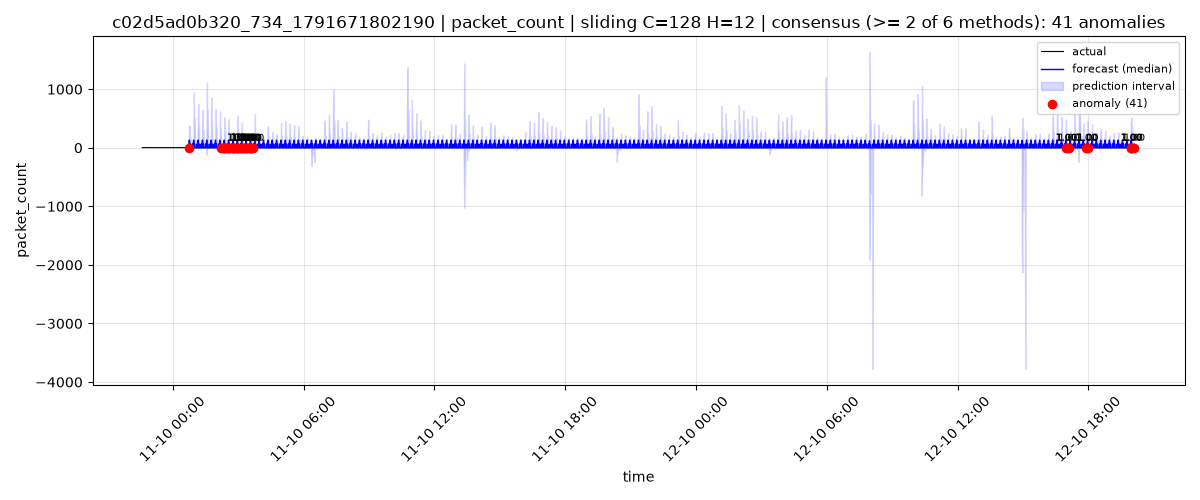 c02d5ad0b320_734_1791671802190 | packet_count | sliding C=128 H=12 | consensus (>= 2 of 6 methods): 41 anomalies
actual
forecast (median)
prediction interval
anomaly (41)
packet_count
1000
0
−1000
−2000
−3000
−4000
11-10 00:00
11-10 06:00
11-10 12:00
11-10 18:00
12-10 00:00
12-10 06:00
12-10 12:00
12-10 18:00
time